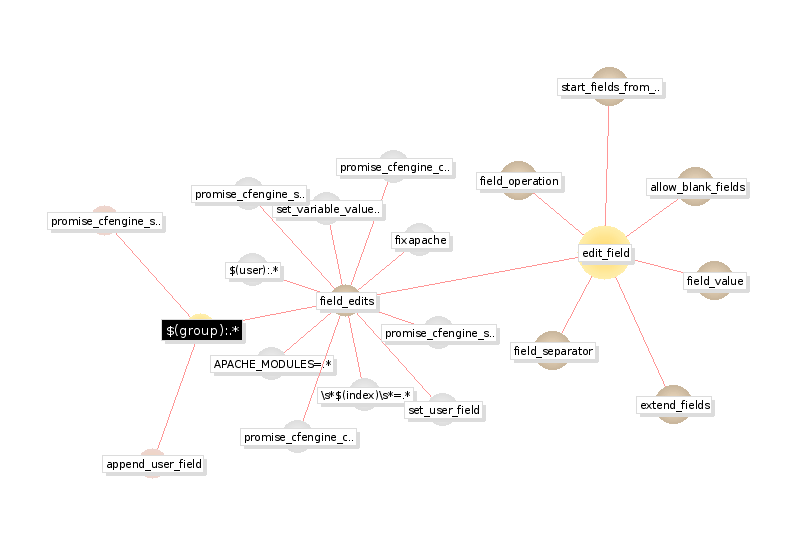 start_fields_from_..
promise_cfengine_c..
field_operation
allow_blank_fields
promise_cfengine_s..
set_variable_value..
promise_cfengine_s..
fixapache
edit_field
$(user):.*
field_value
field_edits
$(group):.*
promise_cfengine_s..
field_separator
APACHE_MODULES=.*
\s*$(index)\s*=.*
extend_fields
set_user_field
promise_cfengine_c..
append_user_field